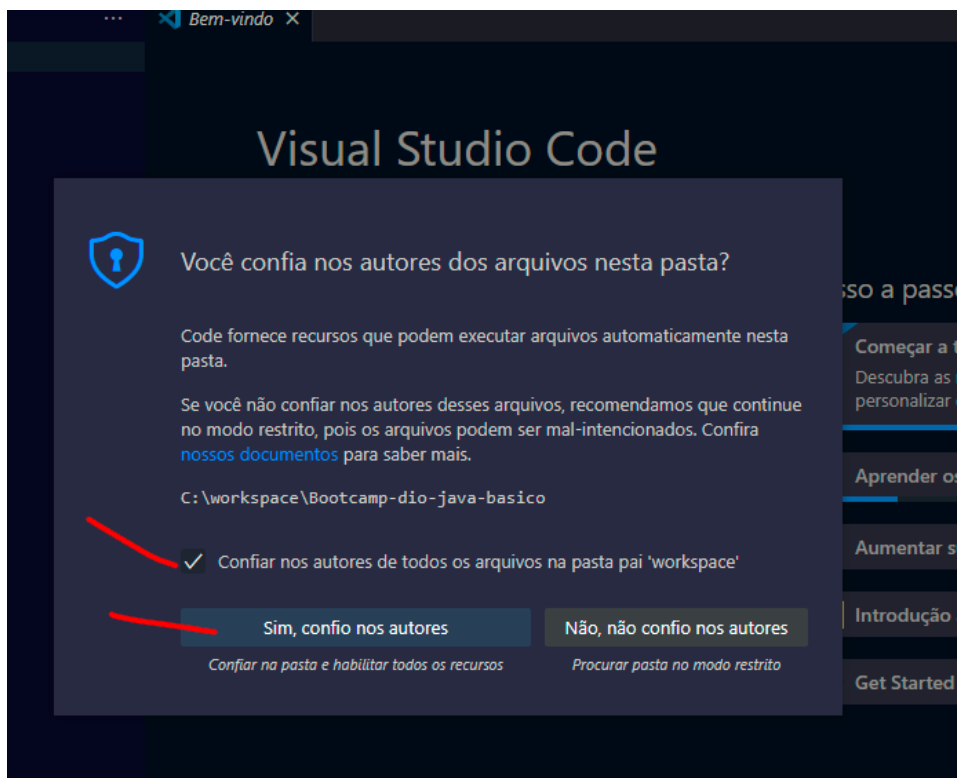 Bem-vindo
Visual Studio Code
Você confia nos autores dos arquivos nesta pasta?
Code fornece recursos que podem executar arquivos automaticamente nesta
pasta.
Se você não confiar nos autores desses arquivos, recomendamos que continue
no modo restrito, pois os arquivos podem ser mal-intencionados. Confira
nossos documentos para saber mais.
C:\workspace\Bootcamp-dio-java-basico
Confiar nos autores de todos os arquivos na pasta pai 'workspace'
Sim, confio nos autores
Não, não confio nos autores
Confiar na pasta e habilitar todos os recursos
Procurar pasta no modo restrito
a pass
Começar a
Descubra as
personalizar
Aprender os
Aumentar
Introdução
Get Started